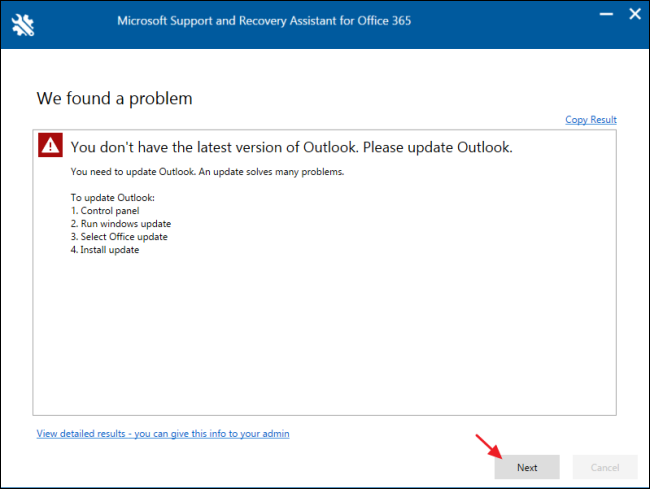 Microsoft Support and Recovery Assistant for Office 365
We found a problem
Copy Result
You don't have the latest version of Outlook. Please update Outlook.
You need to update Outlook. An update solves many problems.
To update Outlook:
1. Control panel
2. Run windows update
3. Select Office update
4. Install update
View detailed results - you can give this info to your admin
Next
Cancel